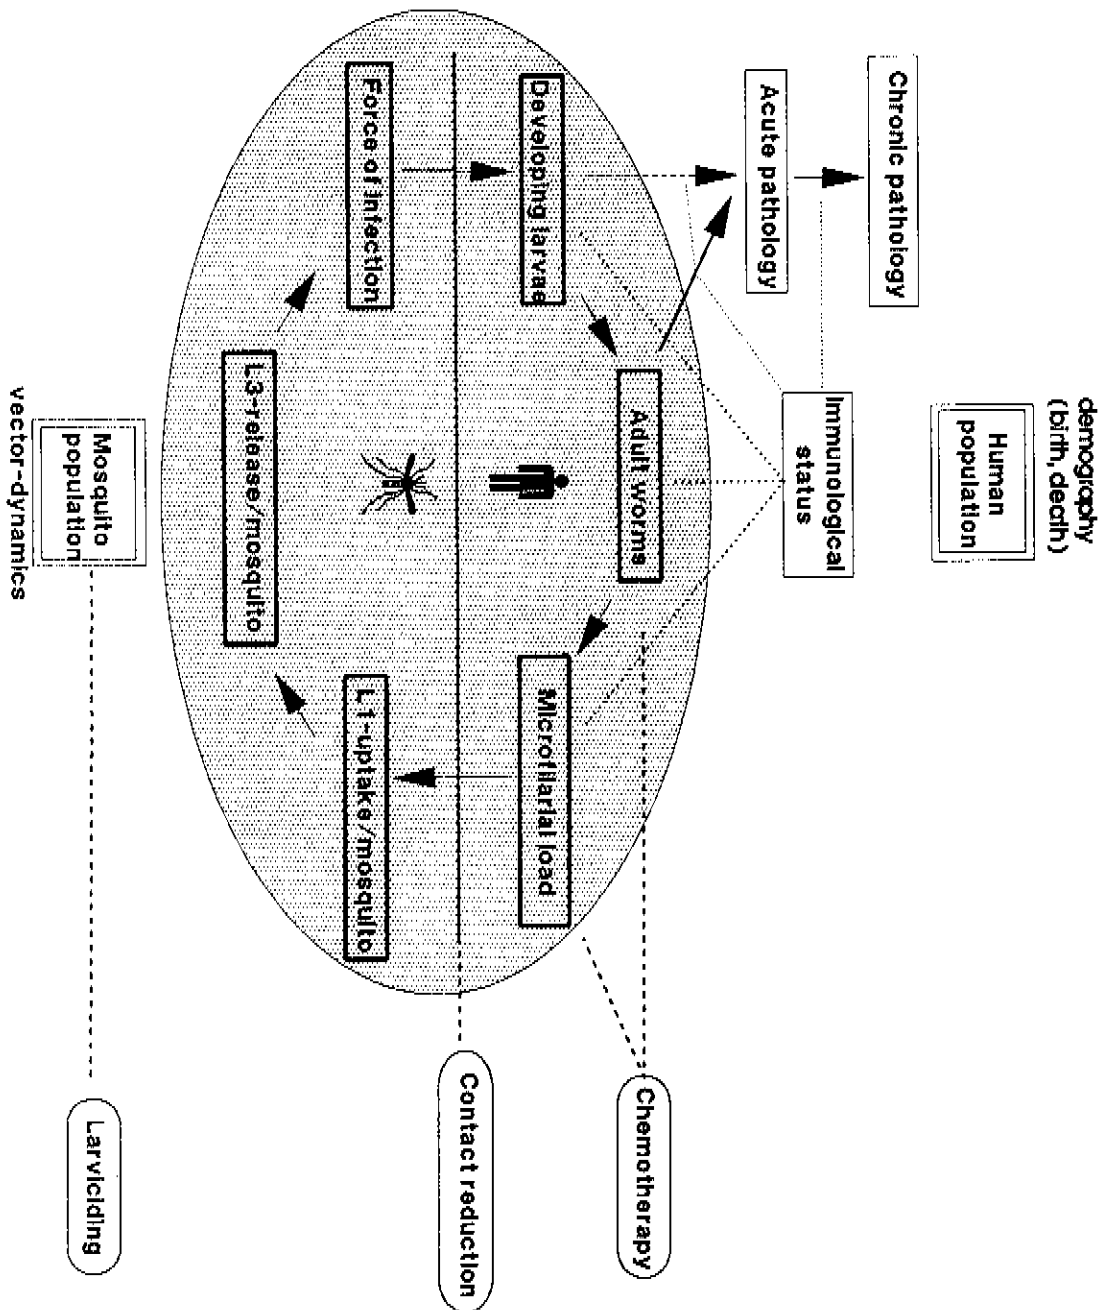 demography
(birth, death)
Human
population
Chronic pathology
Immunological
status
Acute pathology
Adult worms
Chemotherapy
Developing larvae
Microfilarial load
Contact reduction
Force of infection
L1-uptake/mosquito
L3-release/mosquito
Mosquito
population
Larviciding
vector-dynamics